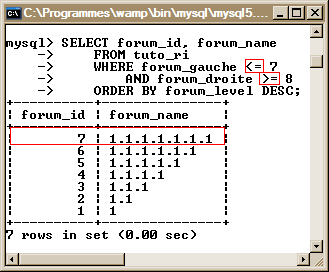 C:\Programmes\wamp\bin\mysql\mysql5....
mysql> SELECT forum_id, forum_name
-> FROM tuto_ri
-> WHERE forum_gauche <= 7
-> AND forum_droite >= 8
-> ORDER BY forum_level DESC;
| forum_id | forum_name |
| 7 | 1.1.1.1.1.1.1 |
| 6 | 1.1.1.1.1.1 |
| 5 | 1.1.1.1.1 |
| 4 | 1.1.1.1 |
| 3 | 1.1.1 |
| 2 | 1.1 |
| 1 | 1 |
7 rows in set (0.00 sec)